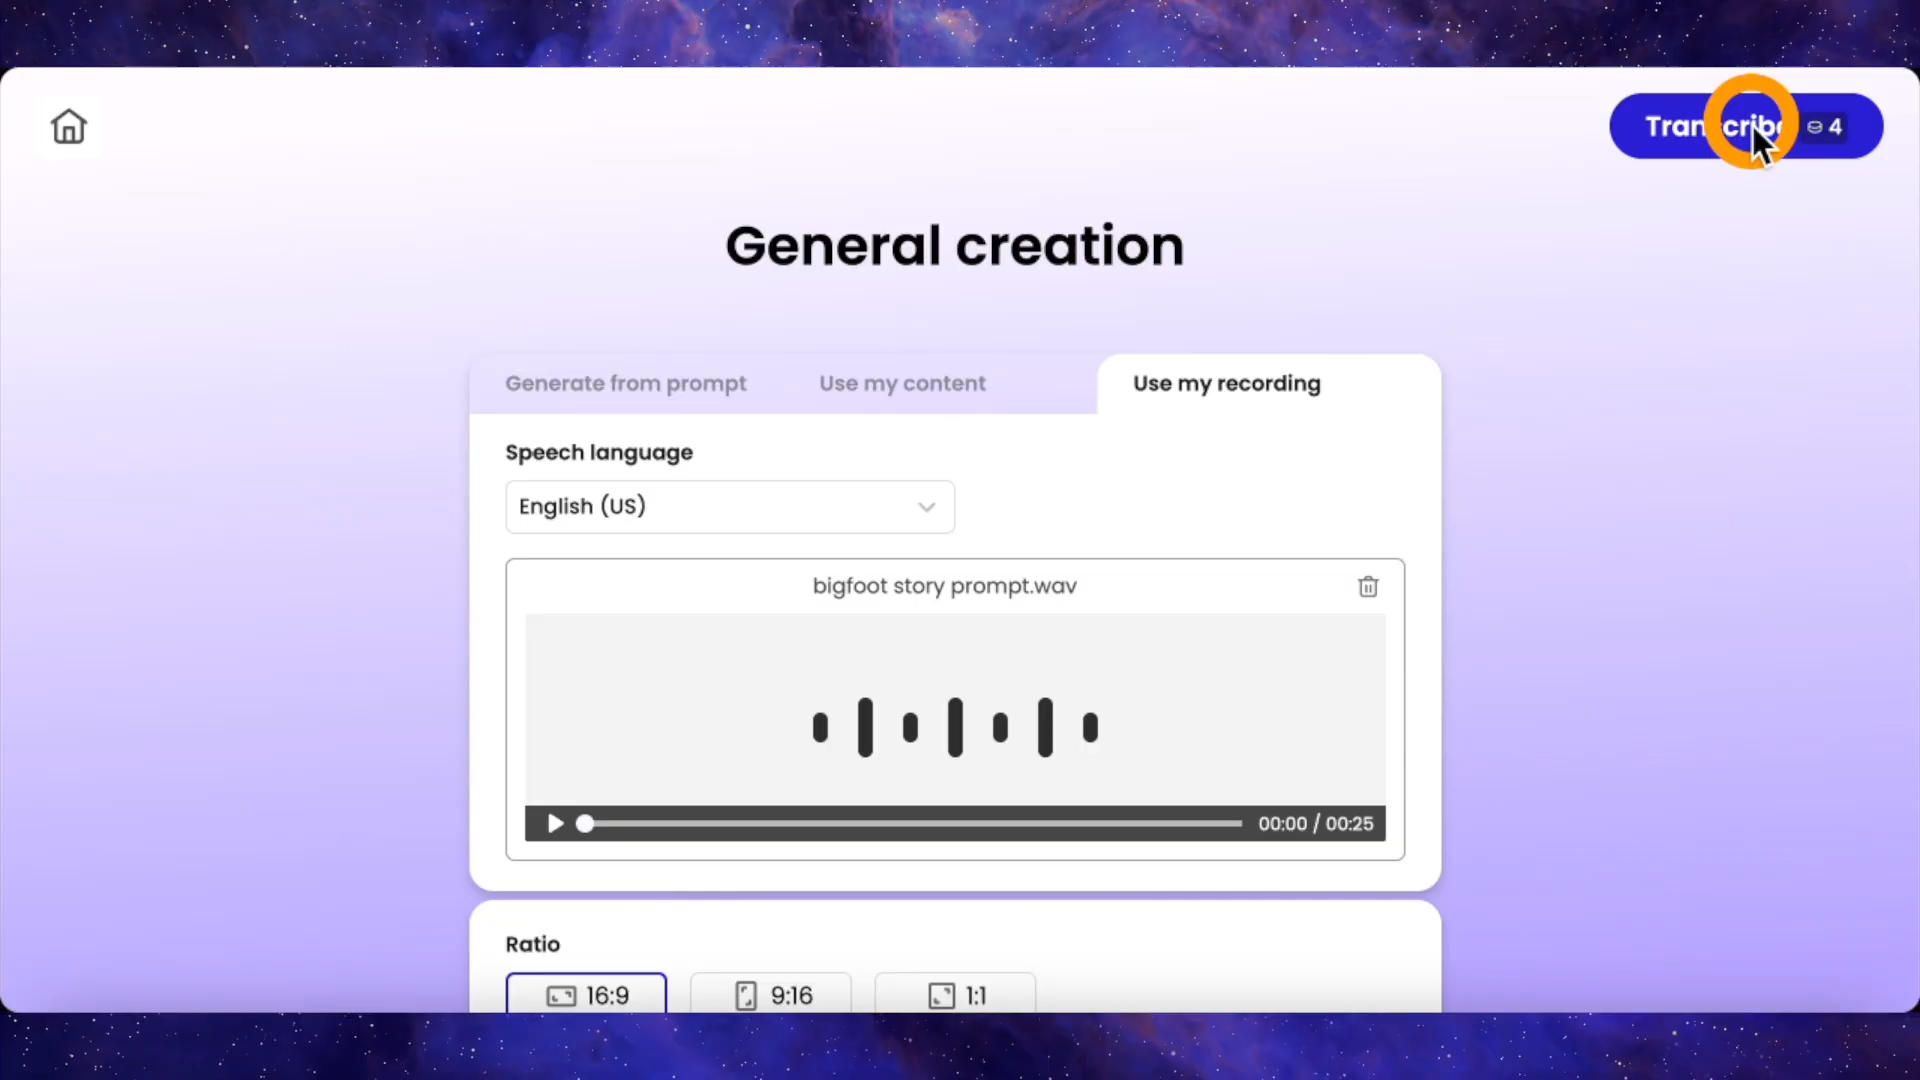 Transcribe 4
General creation
Generate from prompt
Use my content
Use my recording
Speech language
English (US)
bigfoot story prompt.wav
00:00 / 00:25
Ratio
16:9
9:16
1:1